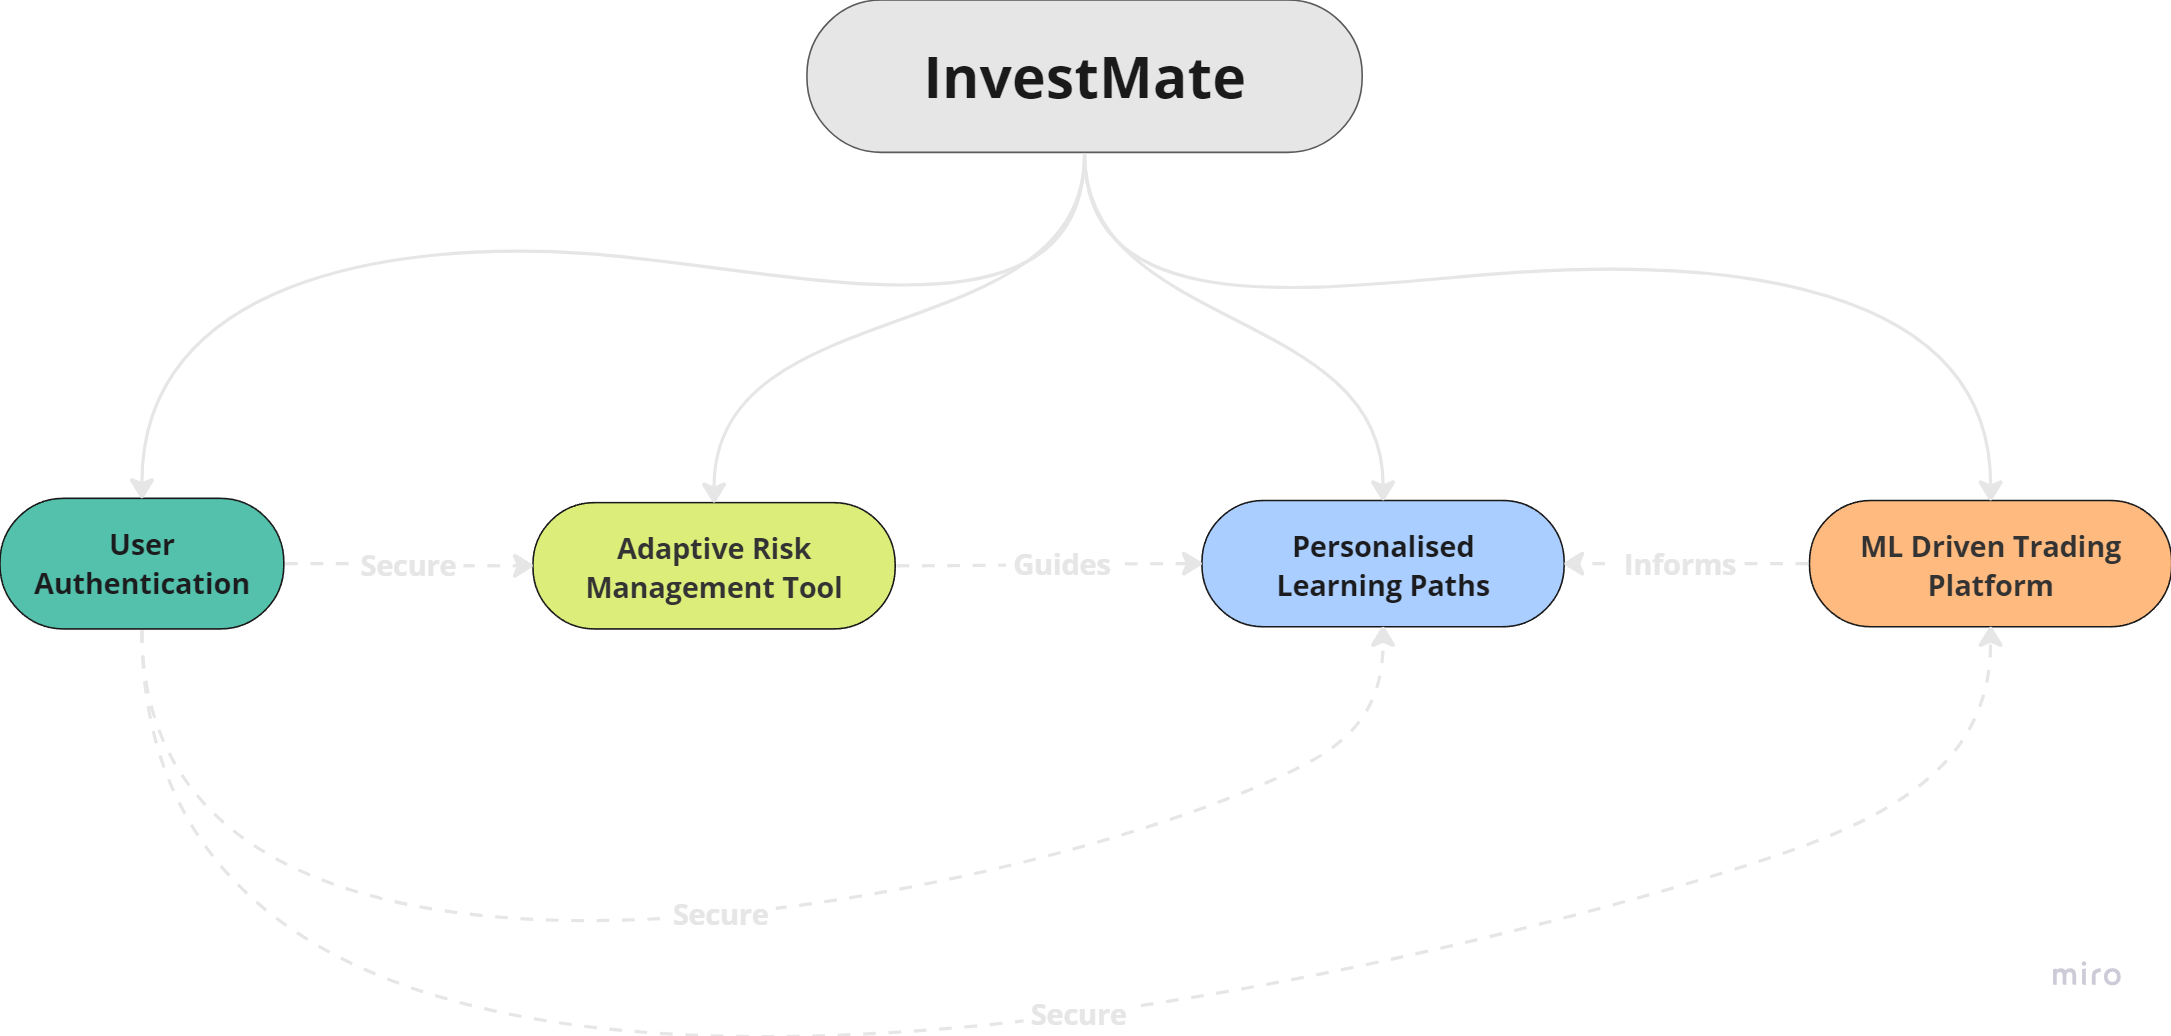 InvestMate
User
Authentication
Secure
Adaptive Risk
Management Tool
Guides
Personalised
Learning Paths
Informs
ML Driven Trading
Platform
Secure
Secure
miro